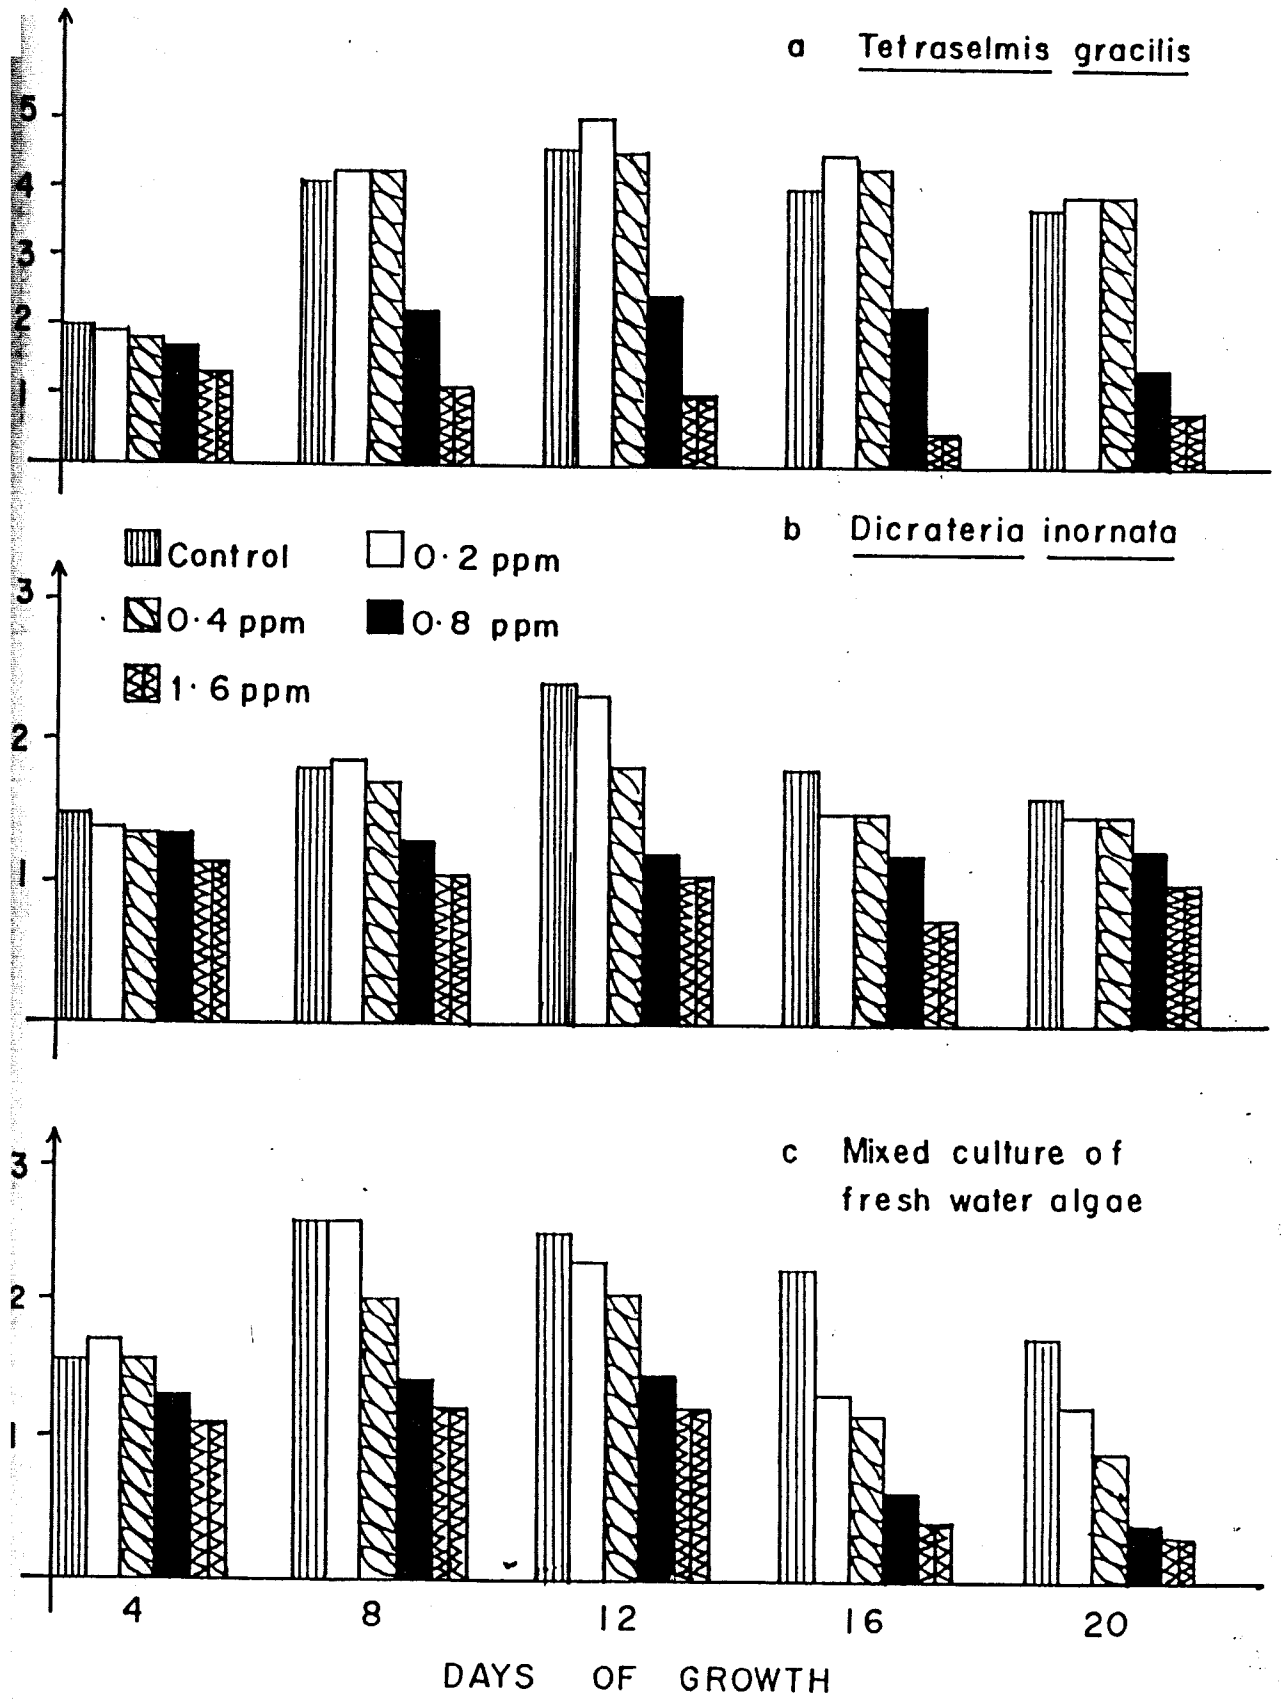 a Tetraselmis gracilis
5
4
3
2
1
b Dicrateria inornata
Control 0·2 ppm
0·4 ppm 0·8 ppm
1·6 ppm
3
2
1
c Mixed culture of
fresh water algae
3
2
1
4 8 12 16 20
DAYS OF GROWTH